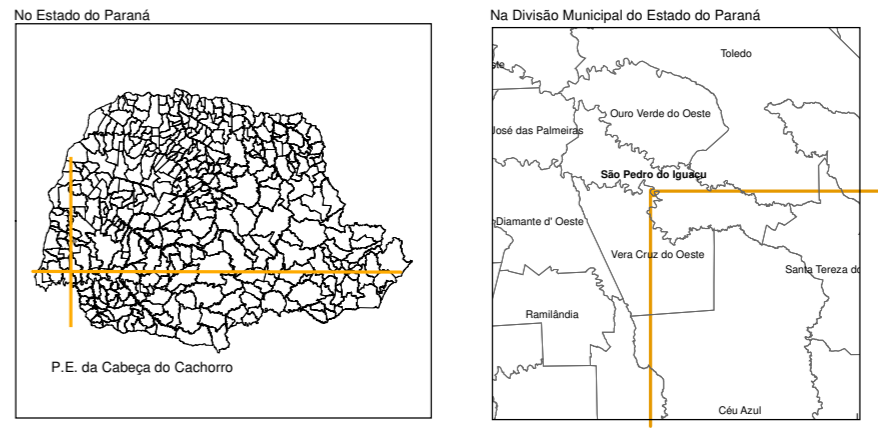 No Estado do Paraná
P.E. da Cabeça do Cachorro
Na Divisão Municipal do Estado do Paraná
Toledo
ste
Ouro Verde do Oeste
José das Palmeiras
São Pedro do Iguaçu
Diamante d' Oeste
Vera Cruz do Oeste
Santa Tereza do
Ramilândia
Céu Azul